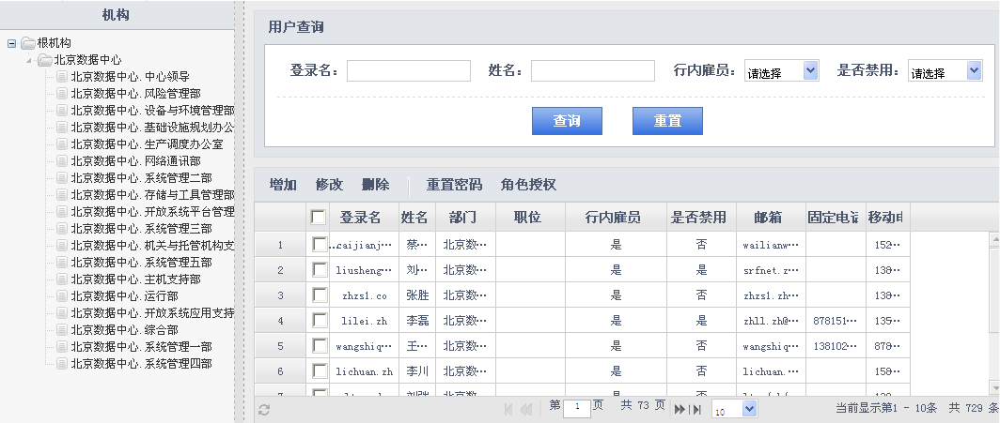 机构
根机构
北京数据中心
北京数据中心. 中心领导
北京数据中心. 风险管理部
北京数据中心. 设备与环境管理部
北京数据中心. 基础设施规划办公
北京数据中心. 生产调度办公室
北京数据中心. 网络通讯部
北京数据中心. 系统管理二部
北京数据中心. 存储与工具管理部
北京数据中心. 开放系统平台管理
北京数据中心. 系统管理三部
北京数据中心. 机关与托管机构支
北京数据中心. 系统管理五部
北京数据中心. 主机支持部
北京数据中心. 运行部
北京数据中心. 开放系统应用支持
北京数据中心. 综合部
北京数据中心. 系统管理一部
北京数据中心. 系统管理四部
用户查询
登录名: 姓名: 行内雇员: 请选择 是否禁用: 请选择
查询 重置
增加 修改 删除 重置密码 角色授权
登录名 姓名 部门 职位 行内雇员 是否禁用 邮箱 固定电话 移动电
1 ..caijianj… 蔡… 北京数… 是 否 wailianw… 152…
2 liusheng… 刘… 北京数… 是 是 srfnet.z… 138…
3 zhzs1.co 张胜 北京数… 是 否 zhzs1.zh… 138…
4 lilei.zh 李磊 北京数… 是 是 zhll.zh@… 878151… 135…
5 wangshiq… 王… 北京数… 是 否 wangshiq… 138102… 878…
6 lichuan.zh 李川 北京数… 是 否 lichuan.… 158…
第 1 页 共 73 页 10 当前显示第1 - 10条 共 729 条